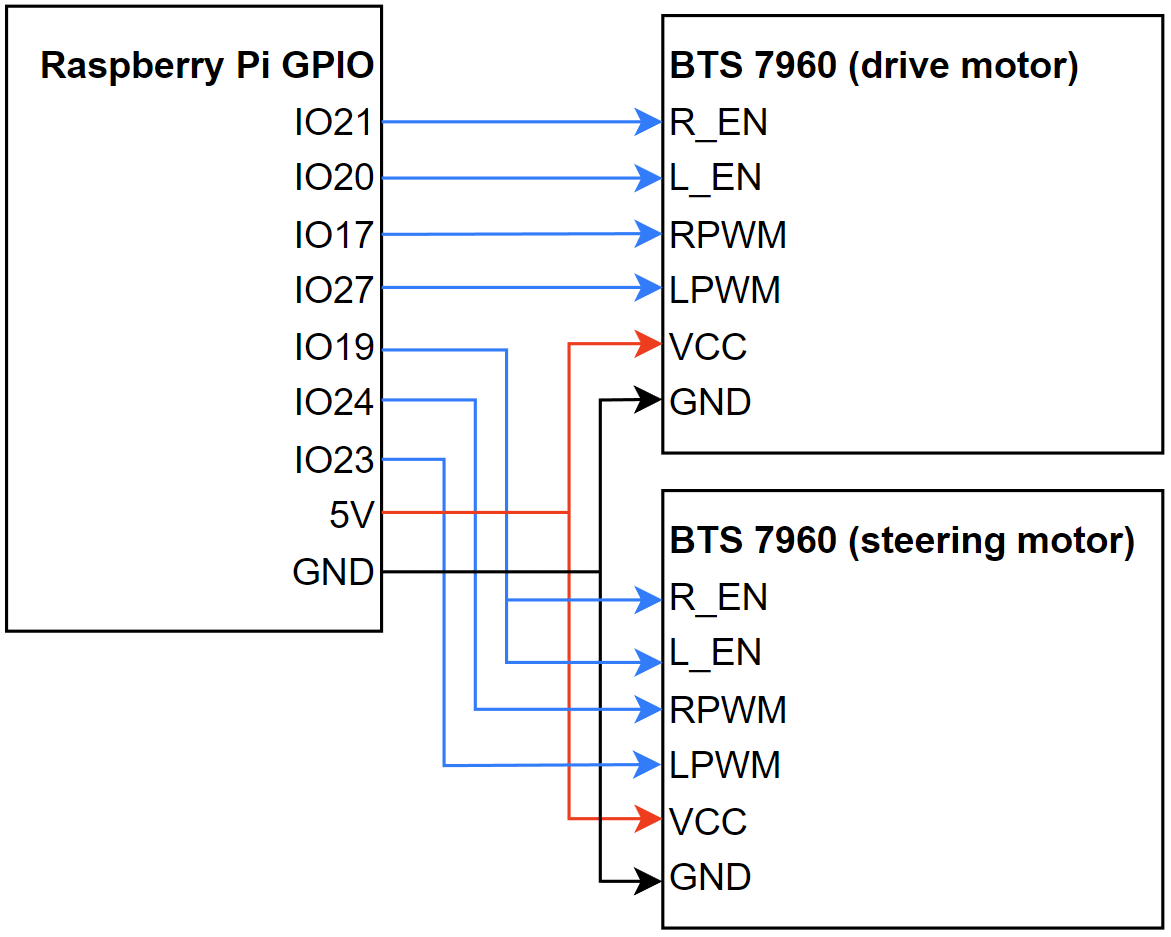 Raspberry Pi GPIO
IO21
IO20
IO17
IO27
IO19
IO24
IO23
5V
GND
BTS 7960 (drive motor)
R_EN
L_EN
RPWM
LPWM
VCC
GND
BTS 7960 (steering motor)
R_EN
L_EN
RPWM
LPWM
VCC
GND